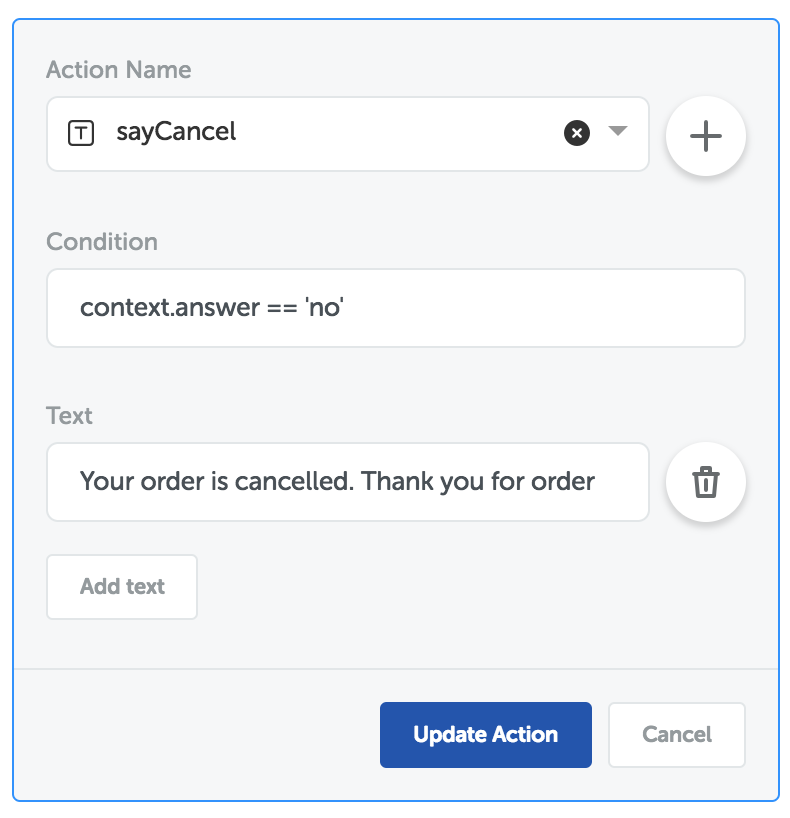 Action Name
T sayCancel
Condition
context.answer == 'no'
Text
Your order is cancelled. Thank you for order
Add text
Update Action Cancel